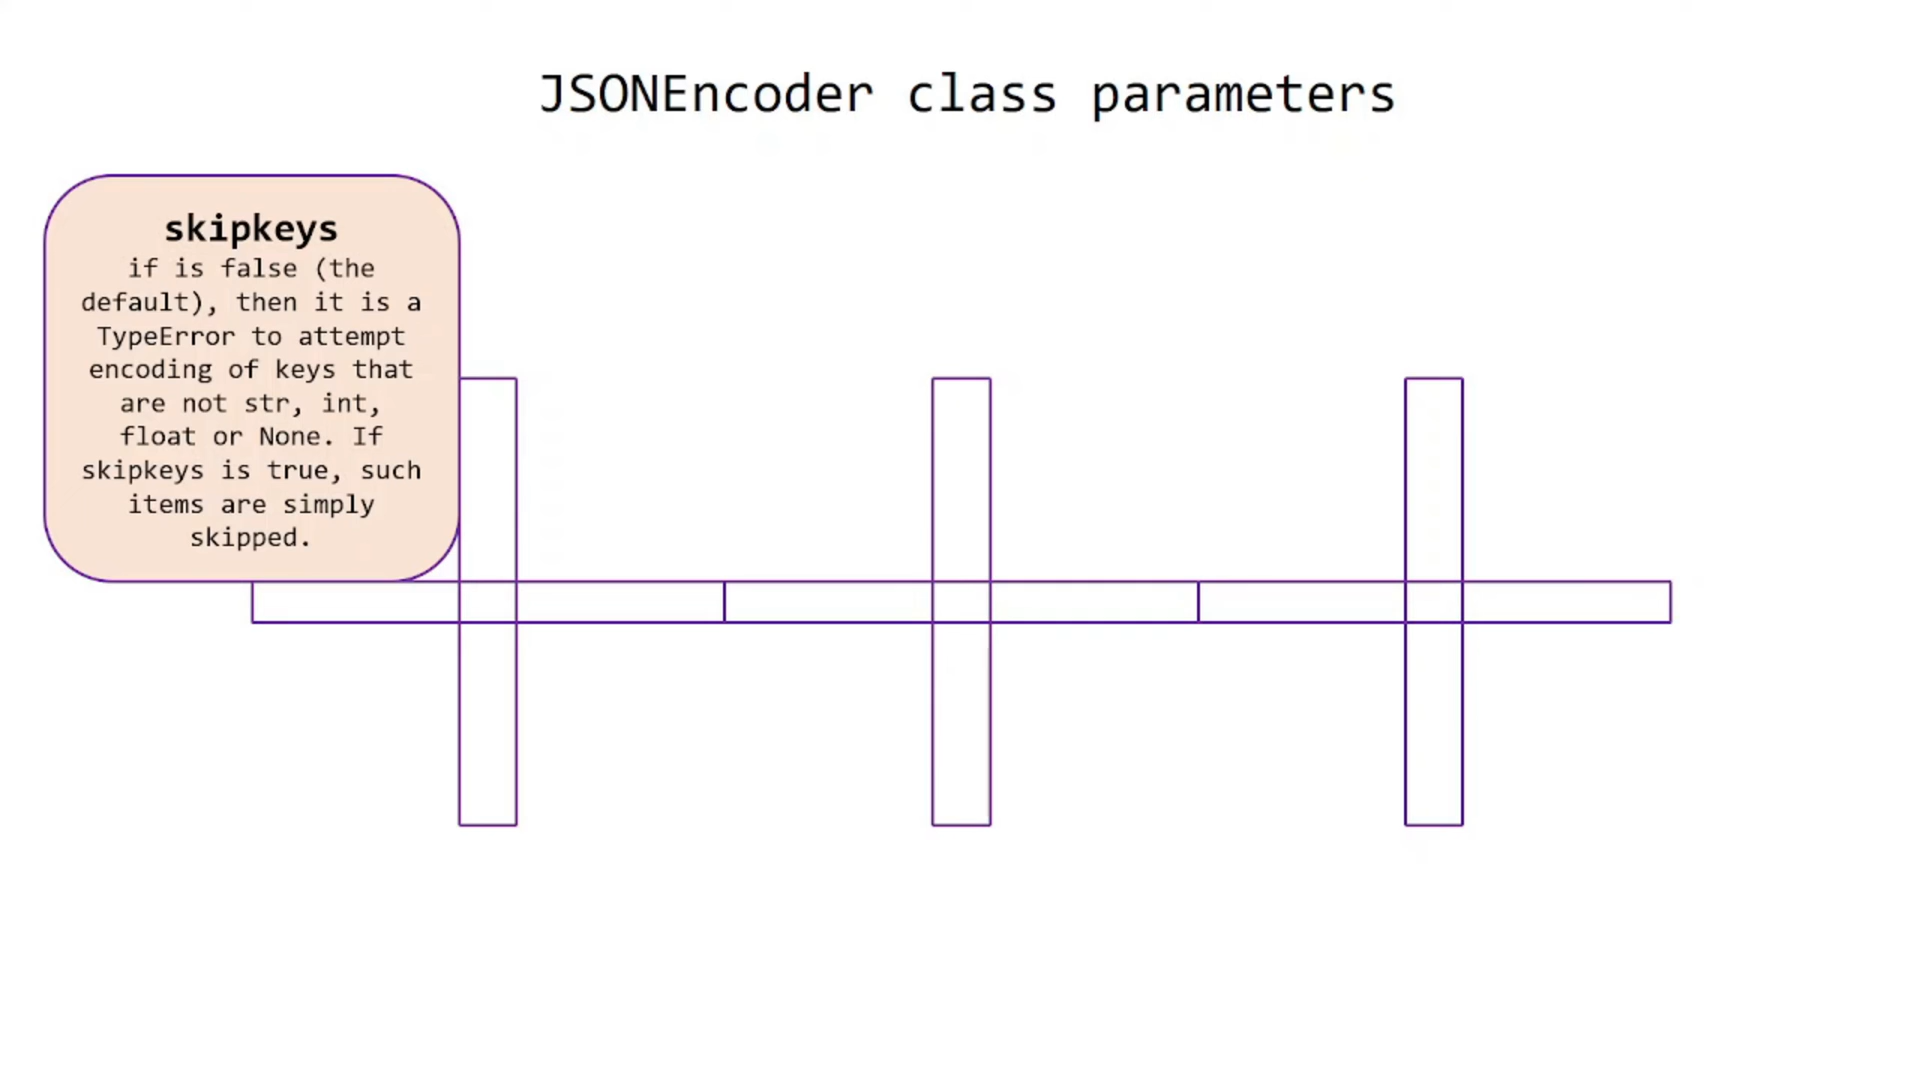 JSONEncoder class parameters
skipkeys
if is false (the
default), then it is a
TypeError to attempt
encoding of keys that
are not str, int,
float or None. If
skipkeys is true, such
items are simply
skipped.